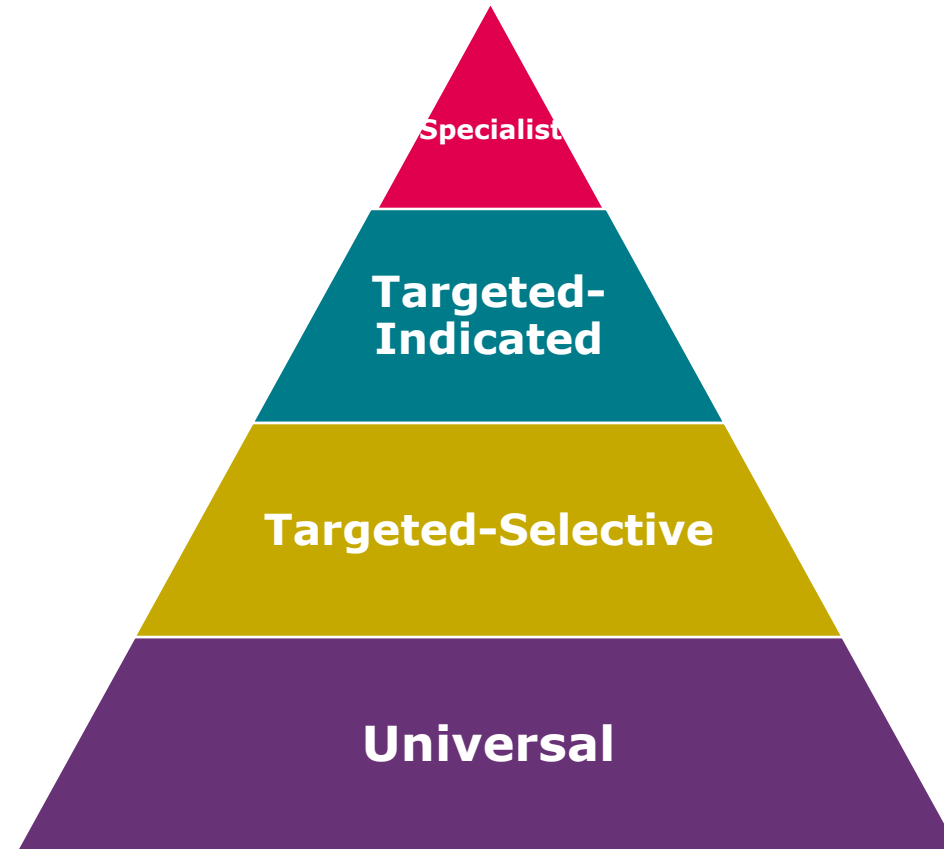 Specialist
Targeted-
Indicated
Targeted-Selective
Universal